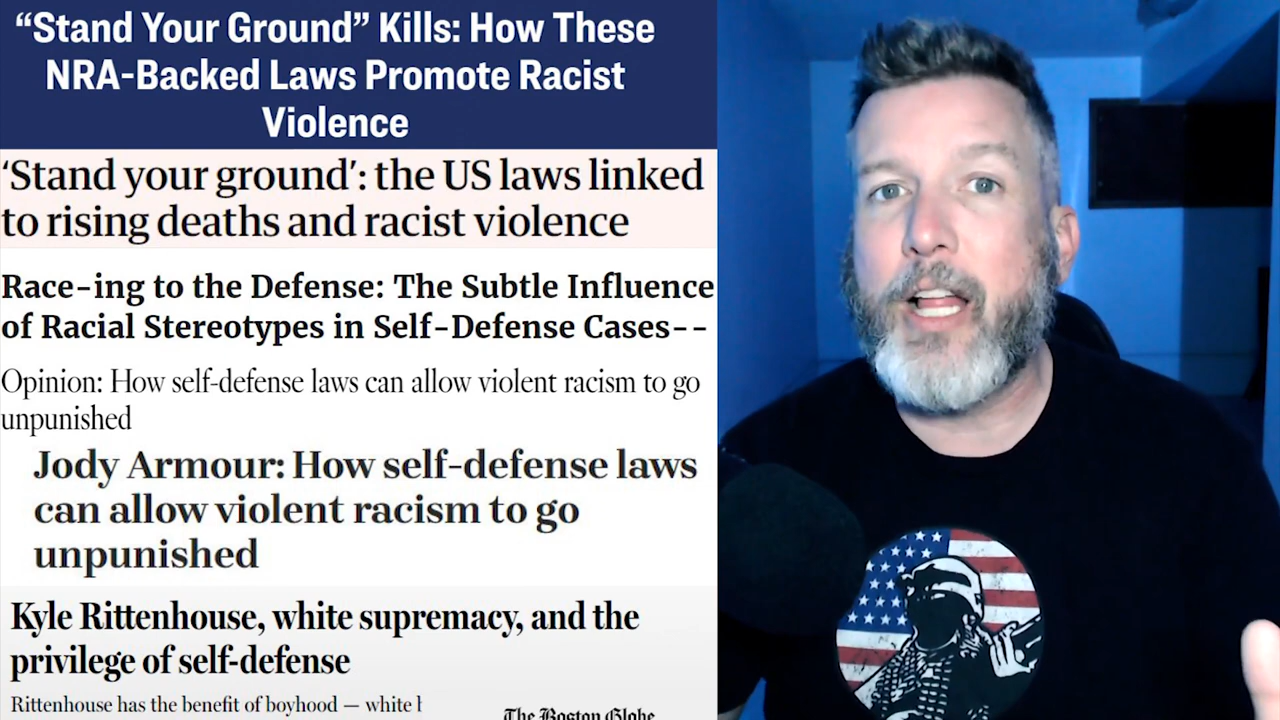 “Stand Your Ground” Kills: How These
NRA-Backed Laws Promote Racist
Violence
‘Stand your ground’: the US laws linked
to rising deaths and racist violence
Race-ing to the Defense: The Subtle Influence
of Racial Stereotypes in Self-Defense Cases--
Opinion: How self-defense laws can allow violent racism to go
unpunished
Jody Armour: How self-defense laws
can allow violent racism to go
unpunished
Kyle Rittenhouse, white supremacy, and the
privilege of self-defense
Rittenhouse has the benefit of boyhood — white
The Boston Globe